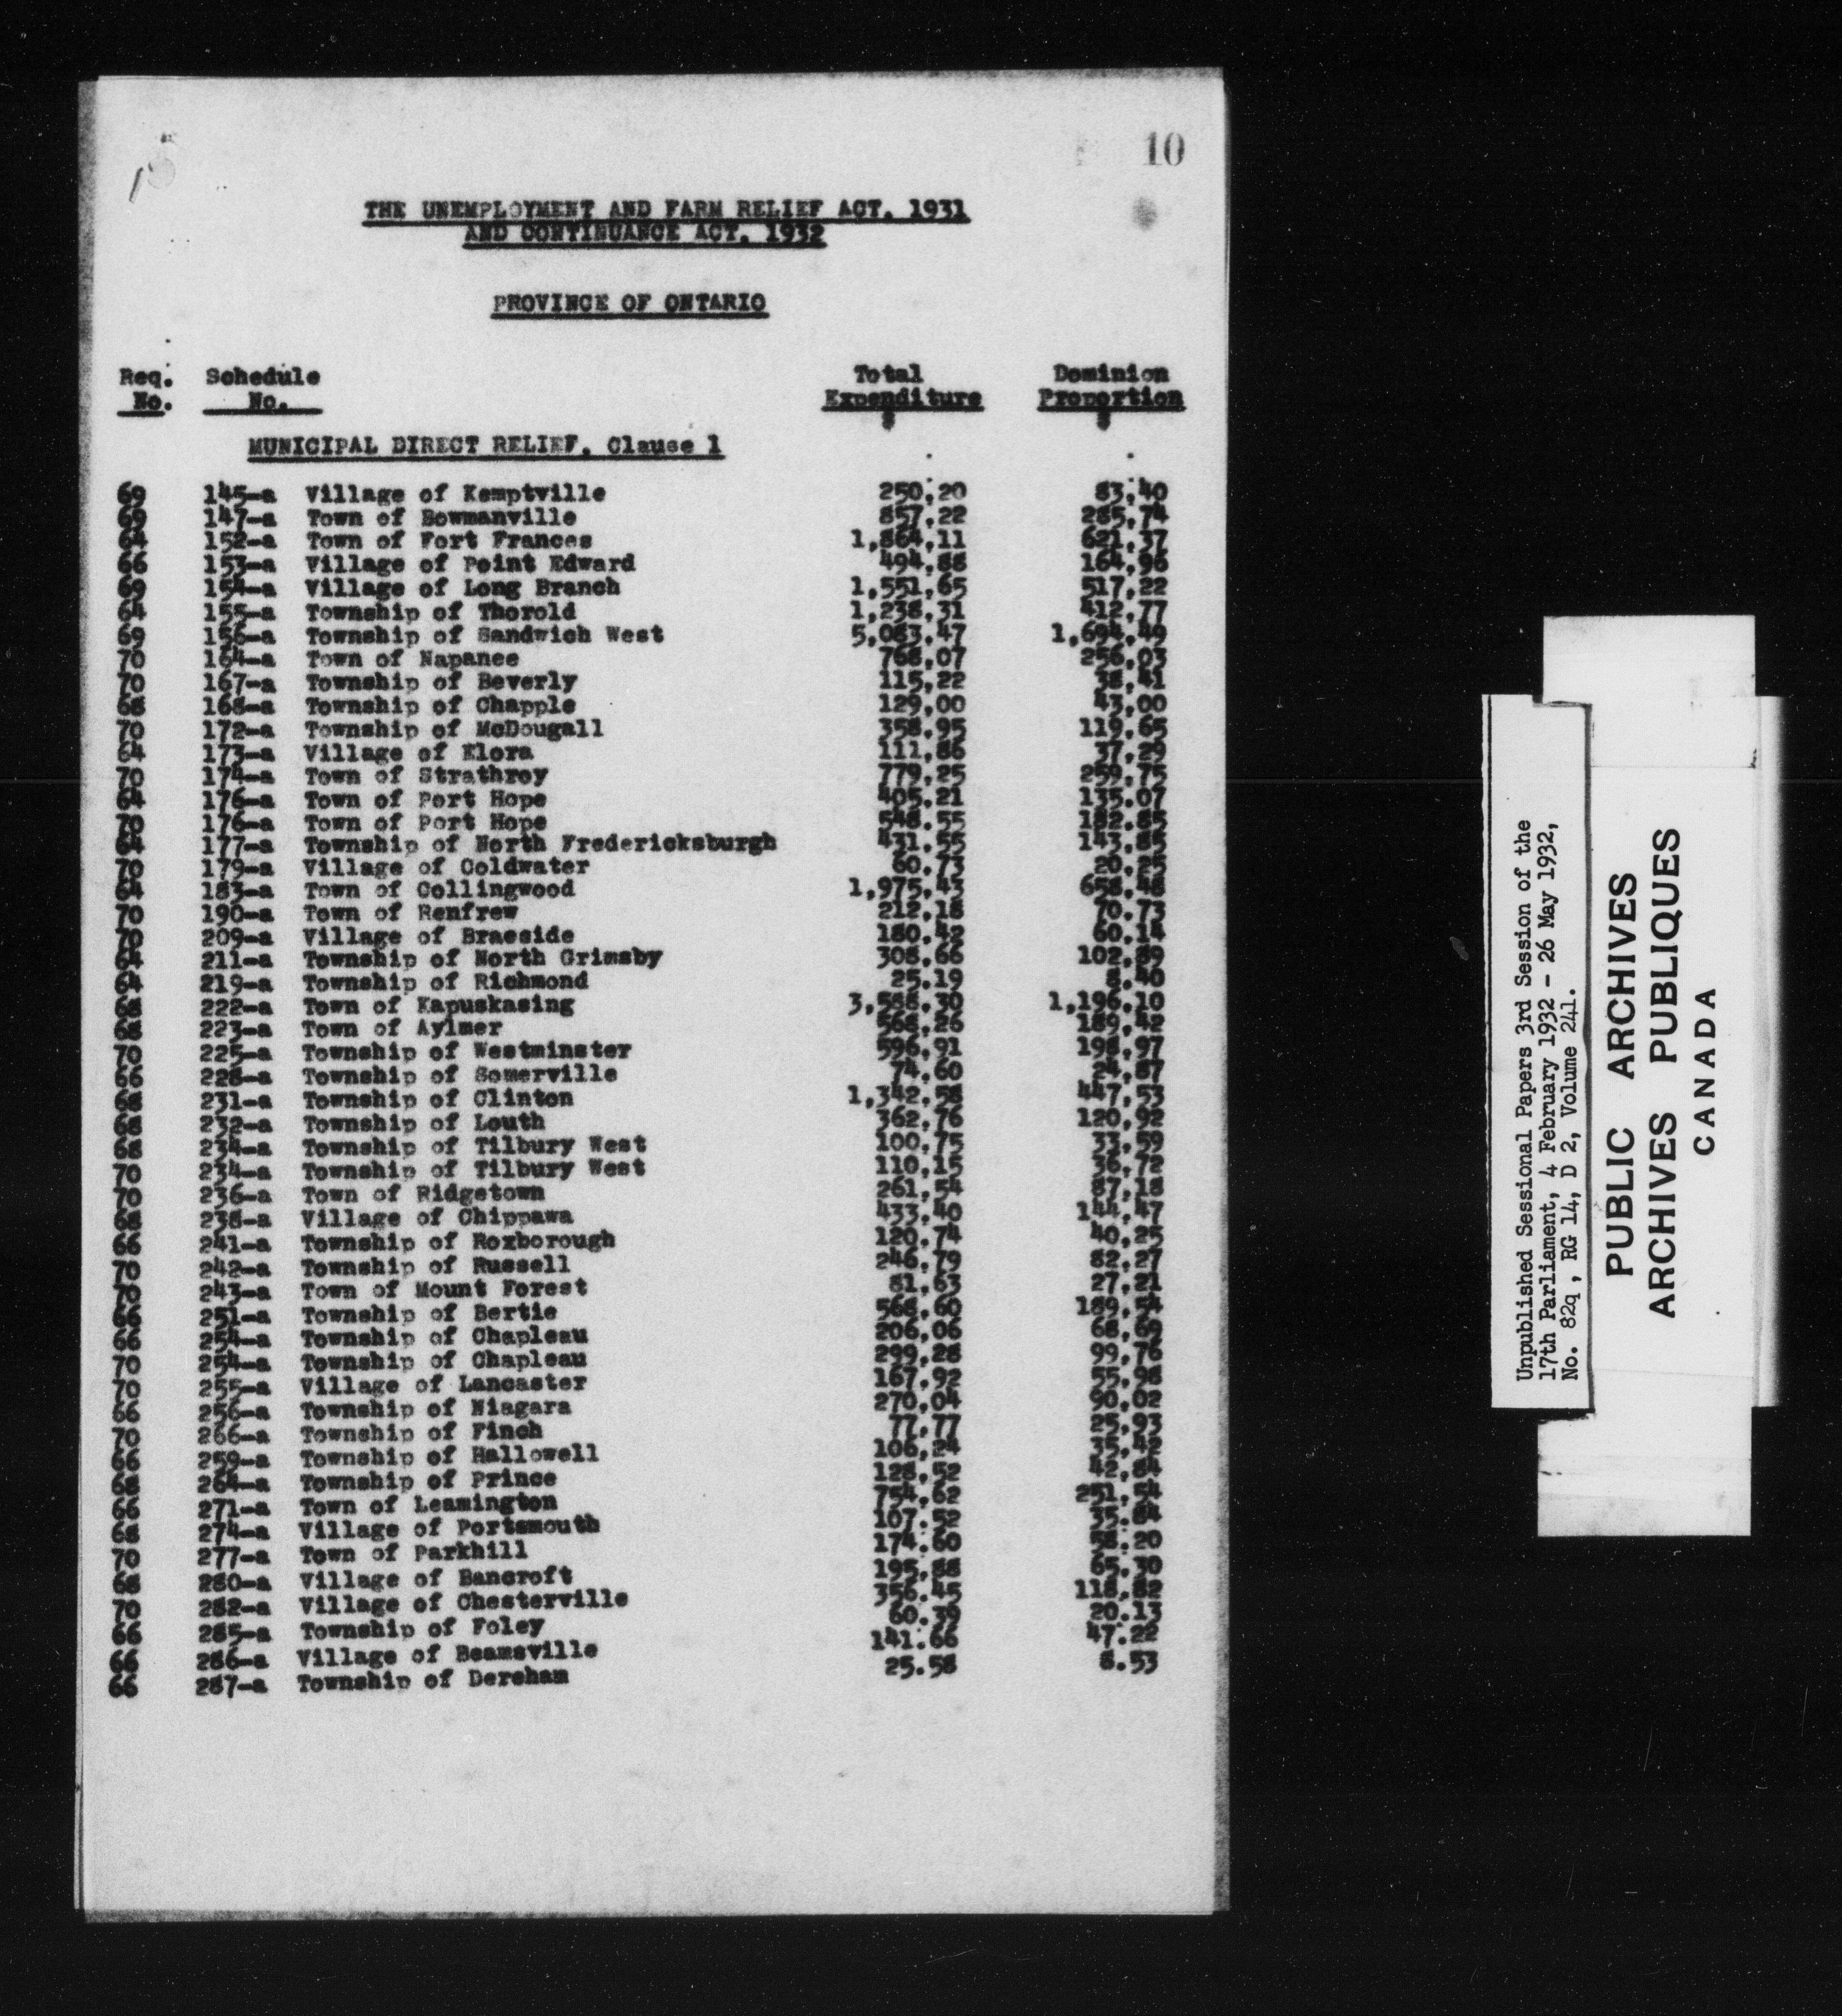 10
THE UNEMPLOYMENT AND FARM RELIEF ACT, 1931
AND CONTINUANCE ACT, 1932
PROVINCE OF ONTARIO
Req. Schedule Total Dominion
No. No. Expenditure Proportion
$ $
MUNICIPAL DIRECT RELIEF, Clause 1
69 145-a Village of Kemptville 250.20 83.40
69 147-a Town of Bowmanville 857.22 285.74
64 152-a Town of Fort Frances 1,864.11 621.37
66 153-a Village of Point Edward 494.88 164.96
69 154-a Village of Long Branch 1,551.65 517.22
64 155-a Township of Thorold 1,238.31 412.77
69 156-a Township of Sandwich West 5,083.47 1,694.49
70 164-a Town of Napanee 768.07 256.03
70 167-a Township of Beverly 115.22 38.41
68 168-a Township of Chapple 129.00 43.00
70 172-a Township of McDougall 358.95 119.65
64 173-a Village of Elora 111.86 37.29
70 174-a Town of Strathroy 779.25 259.75
64 176-a Town of Port Hope 405.21 135.07
70 176-a Town of Port Hope 548.55 182.85
64 177-a Township of North Fredericksburgh 431.55 143.85
70 179-a Village of Coldwater 60.73 20.25
64 183-a Town of Collingwood 1,975.43 658.48
70 190-a Town of Renfrew 212.18 70.73
70 209-a Village of Braeside 180.42 60.14
64 211-a Township of North Grimsby 308.66 102.89
64 219-a Township of Richmond 25.19 8.40
68 222-a Town of Kapuskasing 3,588.30 1,196.10
68 223-a Town of Aylmer 568.26 189.42
70 225-a Township of Westminster 596.91 198.97
66 228-a Township of Somerville 74.60 24.87
68 231-a Township of Clinton 1,342.58 447.53
68 232-a Township of Louth 362.76 120.92
68 234-a Township of Tilbury West 100.75 33.59
70 234-a Township of Tilbury West 110.15 36.72
70 236-a Town of Ridgetown 261.54 87.18
68 238-a Village of Chippawa 433.40 144.47
66 241-a Township of Roxborough 120.74 40.25
70 242-a Township of Russell 246.79 82.27
70 243-a Town of Mount Forest 81.63 27.21
66 251-a Township of Bertie 568.60 189.54
66 254-a Township of Chapleau 206.06 68.69
70 254-a Township of Chapleau 299.28 99.76
70 255-a Village of Lancaster 167.92 55.98
66 256-a Township of Niagara 270.04 90.02
70 266-a Township of Finch 77.77 25.93
66 259-a Township of Hallowell 106.24 35.42
68 264-a Township of Prince 128.52 42.84
66 271-a Town of Leamington 754.62 251.54
68 274-a Village of Portsmouth 107.52 35.84
70 277-a Town of Parkhill 174.60 58.20
68 280-a Village of Bancroft 195.88 65.30
70 282-a Village of Chesterville 356.45 118.82
66 285-a Township of Foley 60.39 20.13
66 286-a Village of Beamsville 141.66 47.22
66 287-a Township of Dereham 25.58 8.53
Unpublished Sessional Papers 3rd Session of the
17th Parliament, 4 February 1932 - 26 May 1932,
No. 82q, RG 14, D 2, Volume 241.
PUBLIC ARCHIVES
ARCHIVES PUBLIQUES
CANADA